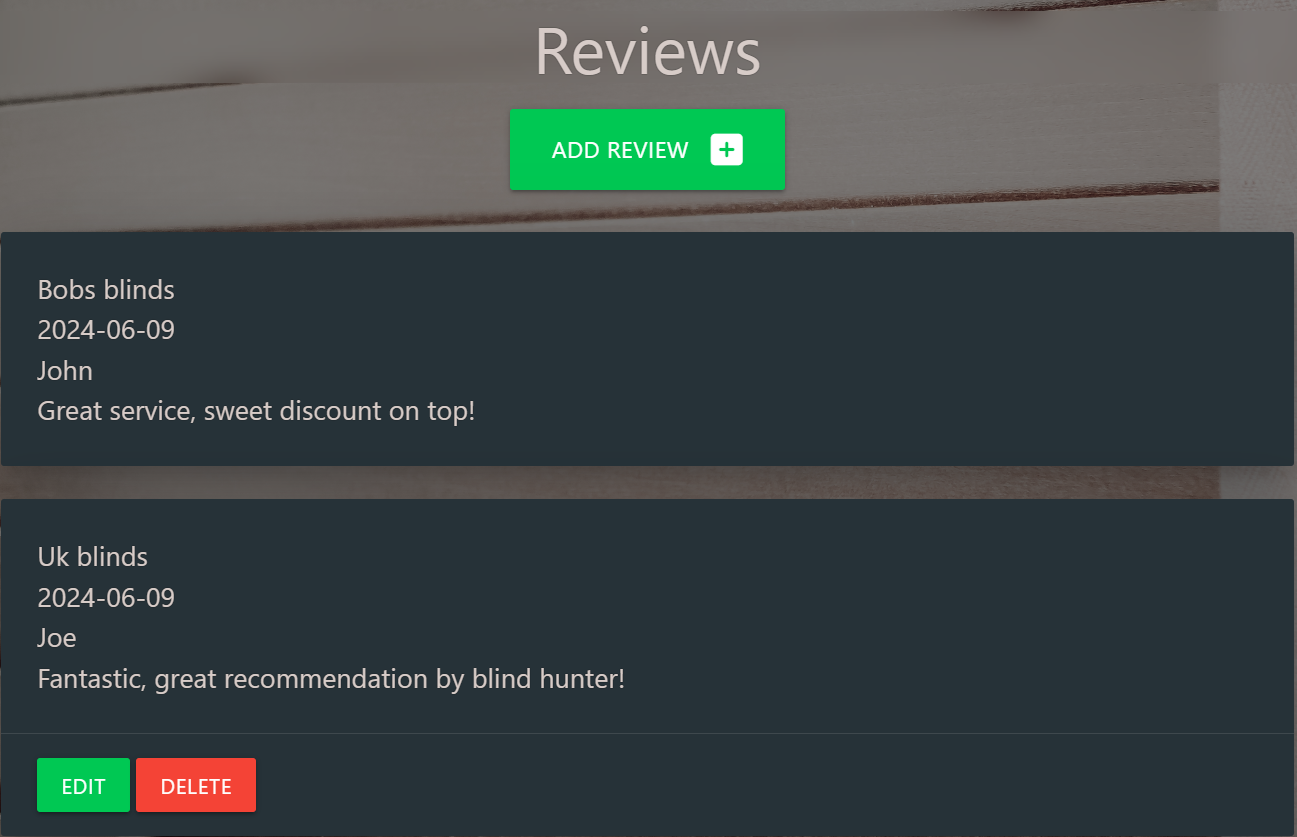 Reviews
ADD REVIEW
Bobs blinds
2024-06-09
John
Great service, sweet discount on top!
Uk blinds
2024-06-09
Joe
Fantastic, great recommendation by blind hunter!
EDIT DELETE